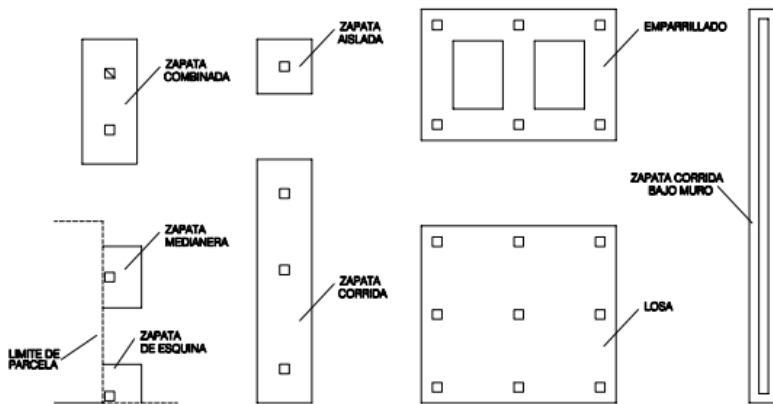 ZAPATA
COMBINADA
ZAPATA
AISLADA
EMPARRILLADO
ZAPATA CORRIDA
BAJO MURO
ZAPATA
MEDIANERA
ZAPATA
CORRIDA
LOSA
LIMITE DE
PARCELA
ZAPATA
DE ESQUINA